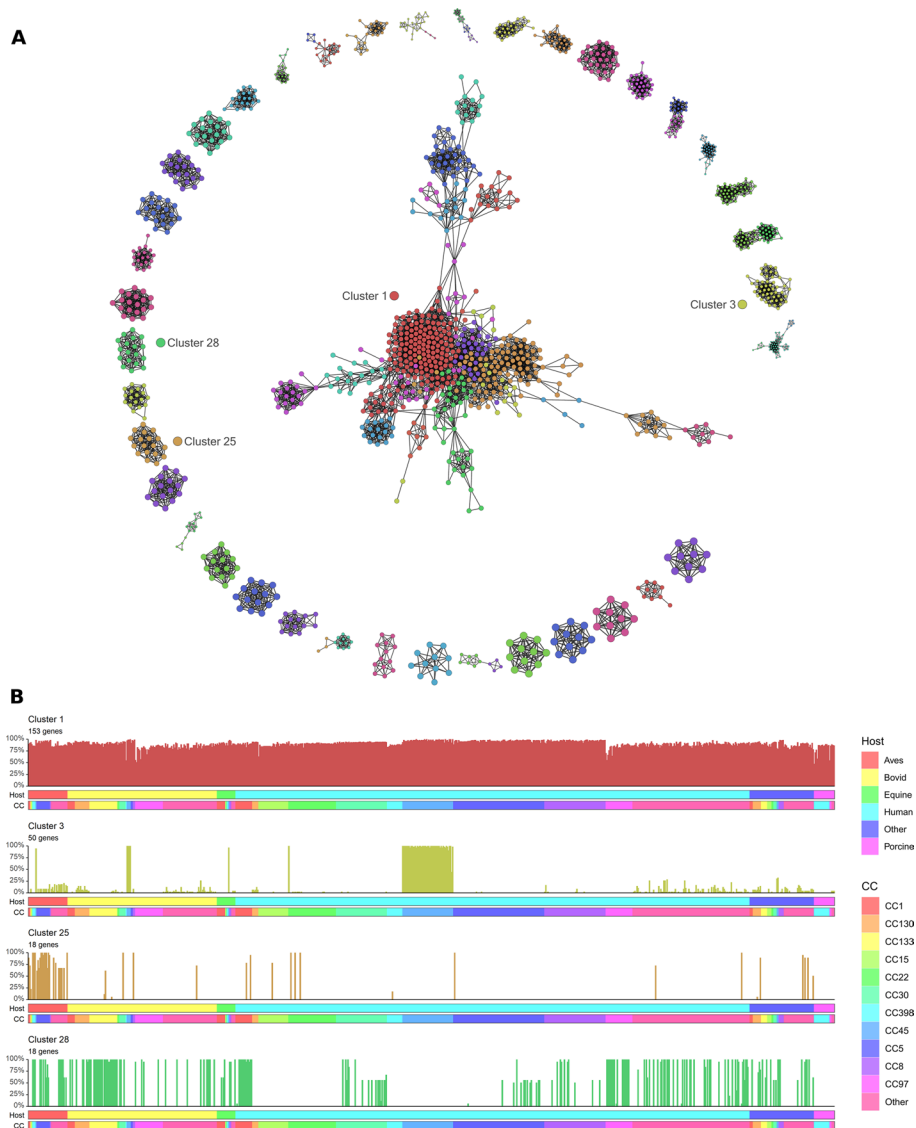 A
Cluster 1
Cluster 3
Cluster 28
Cluster 25
B
Cluster 1
153 genes
100%
75%
50%
25%
0%
Host
CC
Cluster 3
50 genes
100%
75%
50%
25%
0%
Host
CC
Cluster 25
18 genes
100%
75%
50%
25%
0%
Host
CC
Cluster 28
18 genes
100%
75%
50%
25%
0%
Host
CC
Host
Aves
Bovid
Equine
Human
Other
Porcine
CC
CC1
CC130
CC133
CC15
CC22
CC30
CC398
CC45
CC5
CC8
CC97
Other